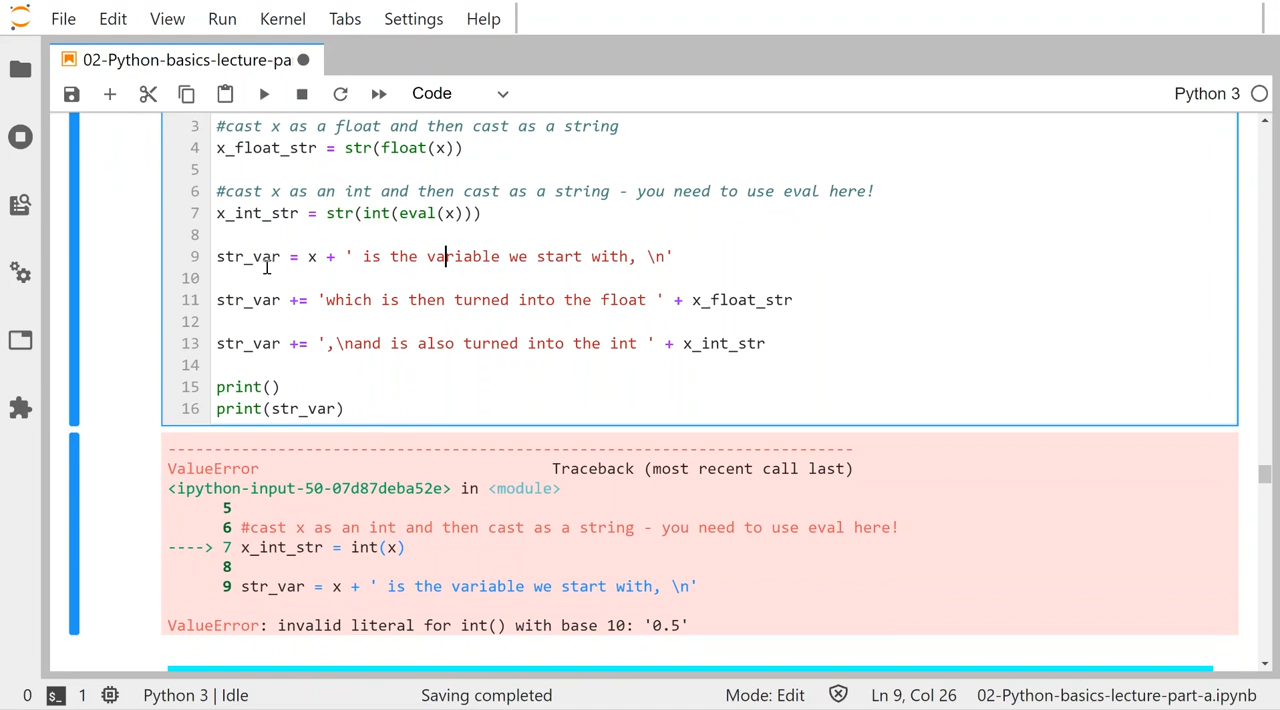 File Edit View Run Kernel Tabs Settings Help
02-Python-basics-lecture-pa
Code Python 3
3 #cast x as a float and then cast as a string
4 x_float_str = str(float(x))
5
6 #cast x as an int and then cast as a string - you need to use eval here!
7 x_int_str = str(int(eval(x)))
8
9 str_var = x + ' is the variable we start with, \n'
10
11 str_var += 'which is then turned into the float ' + x_float_str
12
13 str_var += ',\nand is also turned into the int ' + x_int_str
14
15 print()
16 print(str_var)
---------------------------------------------------------------------------
ValueError Traceback (most recent call last)
<ipython-input-50-07d87deba52e> in <module>
5
6 #cast x as an int and then cast as a string - you need to use eval here!
----> 7 x_int_str = int(x)
8
9 str_var = x + ' is the variable we start with, \n'
ValueError: invalid literal for int() with base 10: '0.5'
0 $_ 1 Python 3 | Idle Saving completed Mode: Edit Ln 9, Col 26 02-Python-basics-lecture-part-a.ipynb